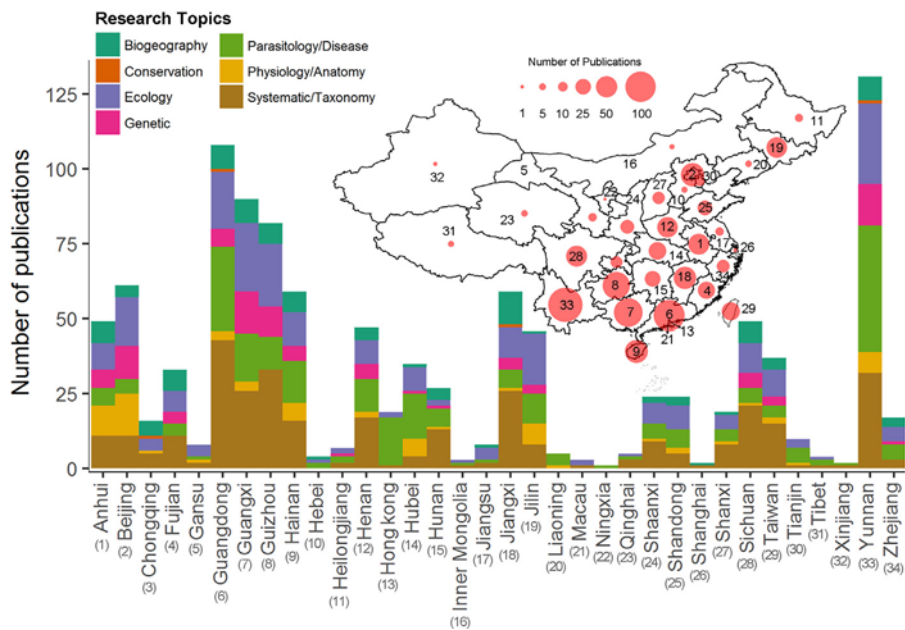 Research Topics
Biogeography
Conservation
Ecology
Genetic
Parasitology/Disease
Physiology/Anatomy
Systematic/Taxonomy
Number of Publications
1 5 10 25 50 100
Number of publications
125
100
75
50
25
0
11
16
5
19
20
32
2
30
27
10
24
23
25
31
12
1
17
26
28
14
34
8
18
15
4
33
7
6
29
13
21
9
Anhui (1)
Beijing (2)
Chongqing (3)
Fujian (4)
Gansu (5)
Guangdong (6)
Guangxi (7)
Guizhou (8)
Hainan (9)
Hebei (10)
Heilongjiang (11)
Henan (12)
Hong kong (13)
Hubei (14)
Hunan (15)
Inner Mongolia (16)
Jiangsu (17)
Jiangxi (18)
Jilin (19)
Liaoning (20)
Macau (21)
Ningxia (22)
Qinghai (23)
Shaanxi (24)
Shandong (25)
Shanghai (26)
Shanxi (27)
Sichuan (28)
Taiwan (29)
Tianjin (30)
Tibet (31)
Xinjiang (32)
Yunnan (33)
Zhejiang (34)